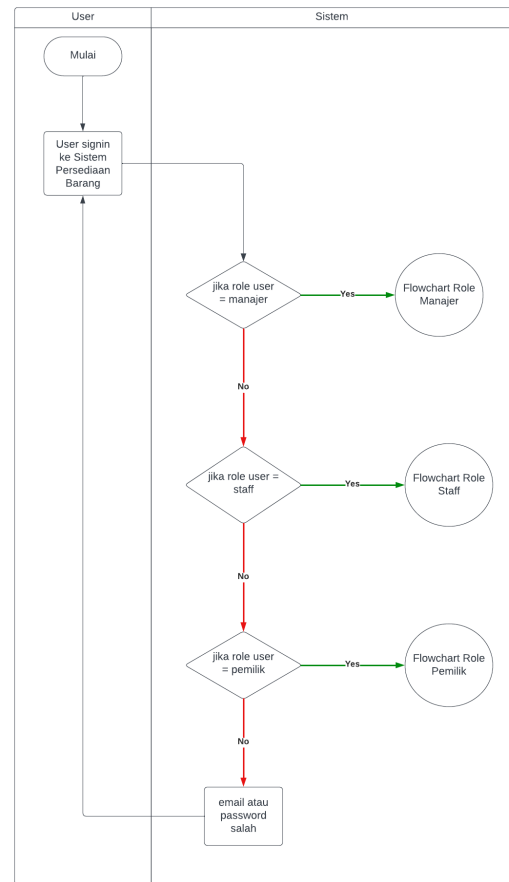 User
Sistem
Mulai
User signin
ke Sistem
Persediaan
Barang
jika role user
= manajer
Yes
Flowchart Role
Manajer
No
jika role user =
staff
Yes
Flowchart Role
Staff
No
jika role user
= pemilik
Yes
Flowchart Role
Pemilik
No
email atau
password
salah